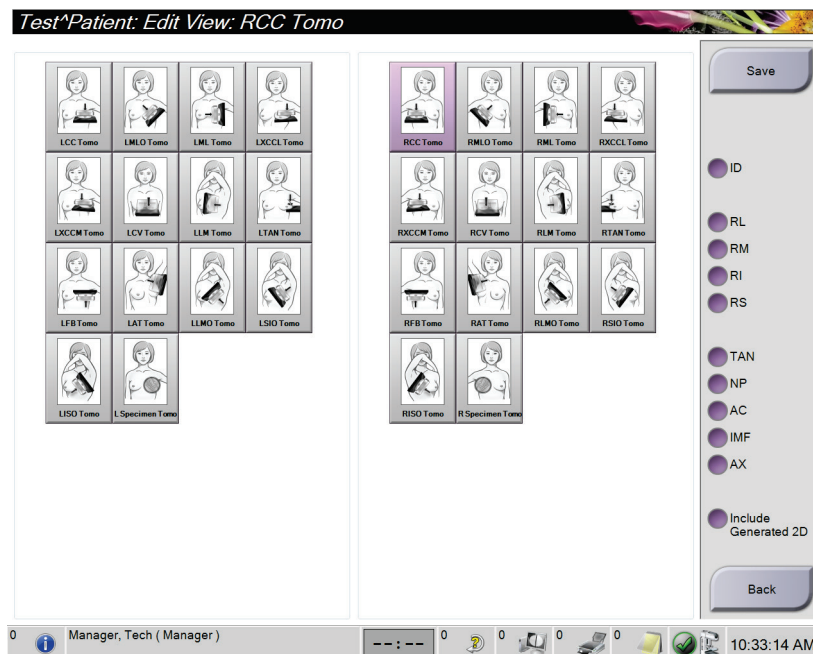 Test^Patient: Edit View: RCC Tomo
LCC Tomo LMLO Tomo LML Tomo LXCCL Tomo
LXCCM Tomo LCV Tomo LLM Tomo LTAN Tomo
LFB Tomo LAT Tomo LLMO Tomo LSIO Tomo
LISO Tomo L Specimen Tomo
RCC Tomo RMLO Tomo RML Tomo RXCCL Tomo
RXCCM Tomo RCV Tomo RLM Tomo RTAN Tomo
RFB Tomo RAT Tomo RLMO Tomo RSIO Tomo
RISO Tomo R Specimen Tomo
Save
ID
RL
RM
RI
RS
TAN
NP
AC
IMF
AX
Include
Generated 2D
Back
0 Manager, Tech ( Manager ) --:-- 0 0 0 0 10:33:14 AM